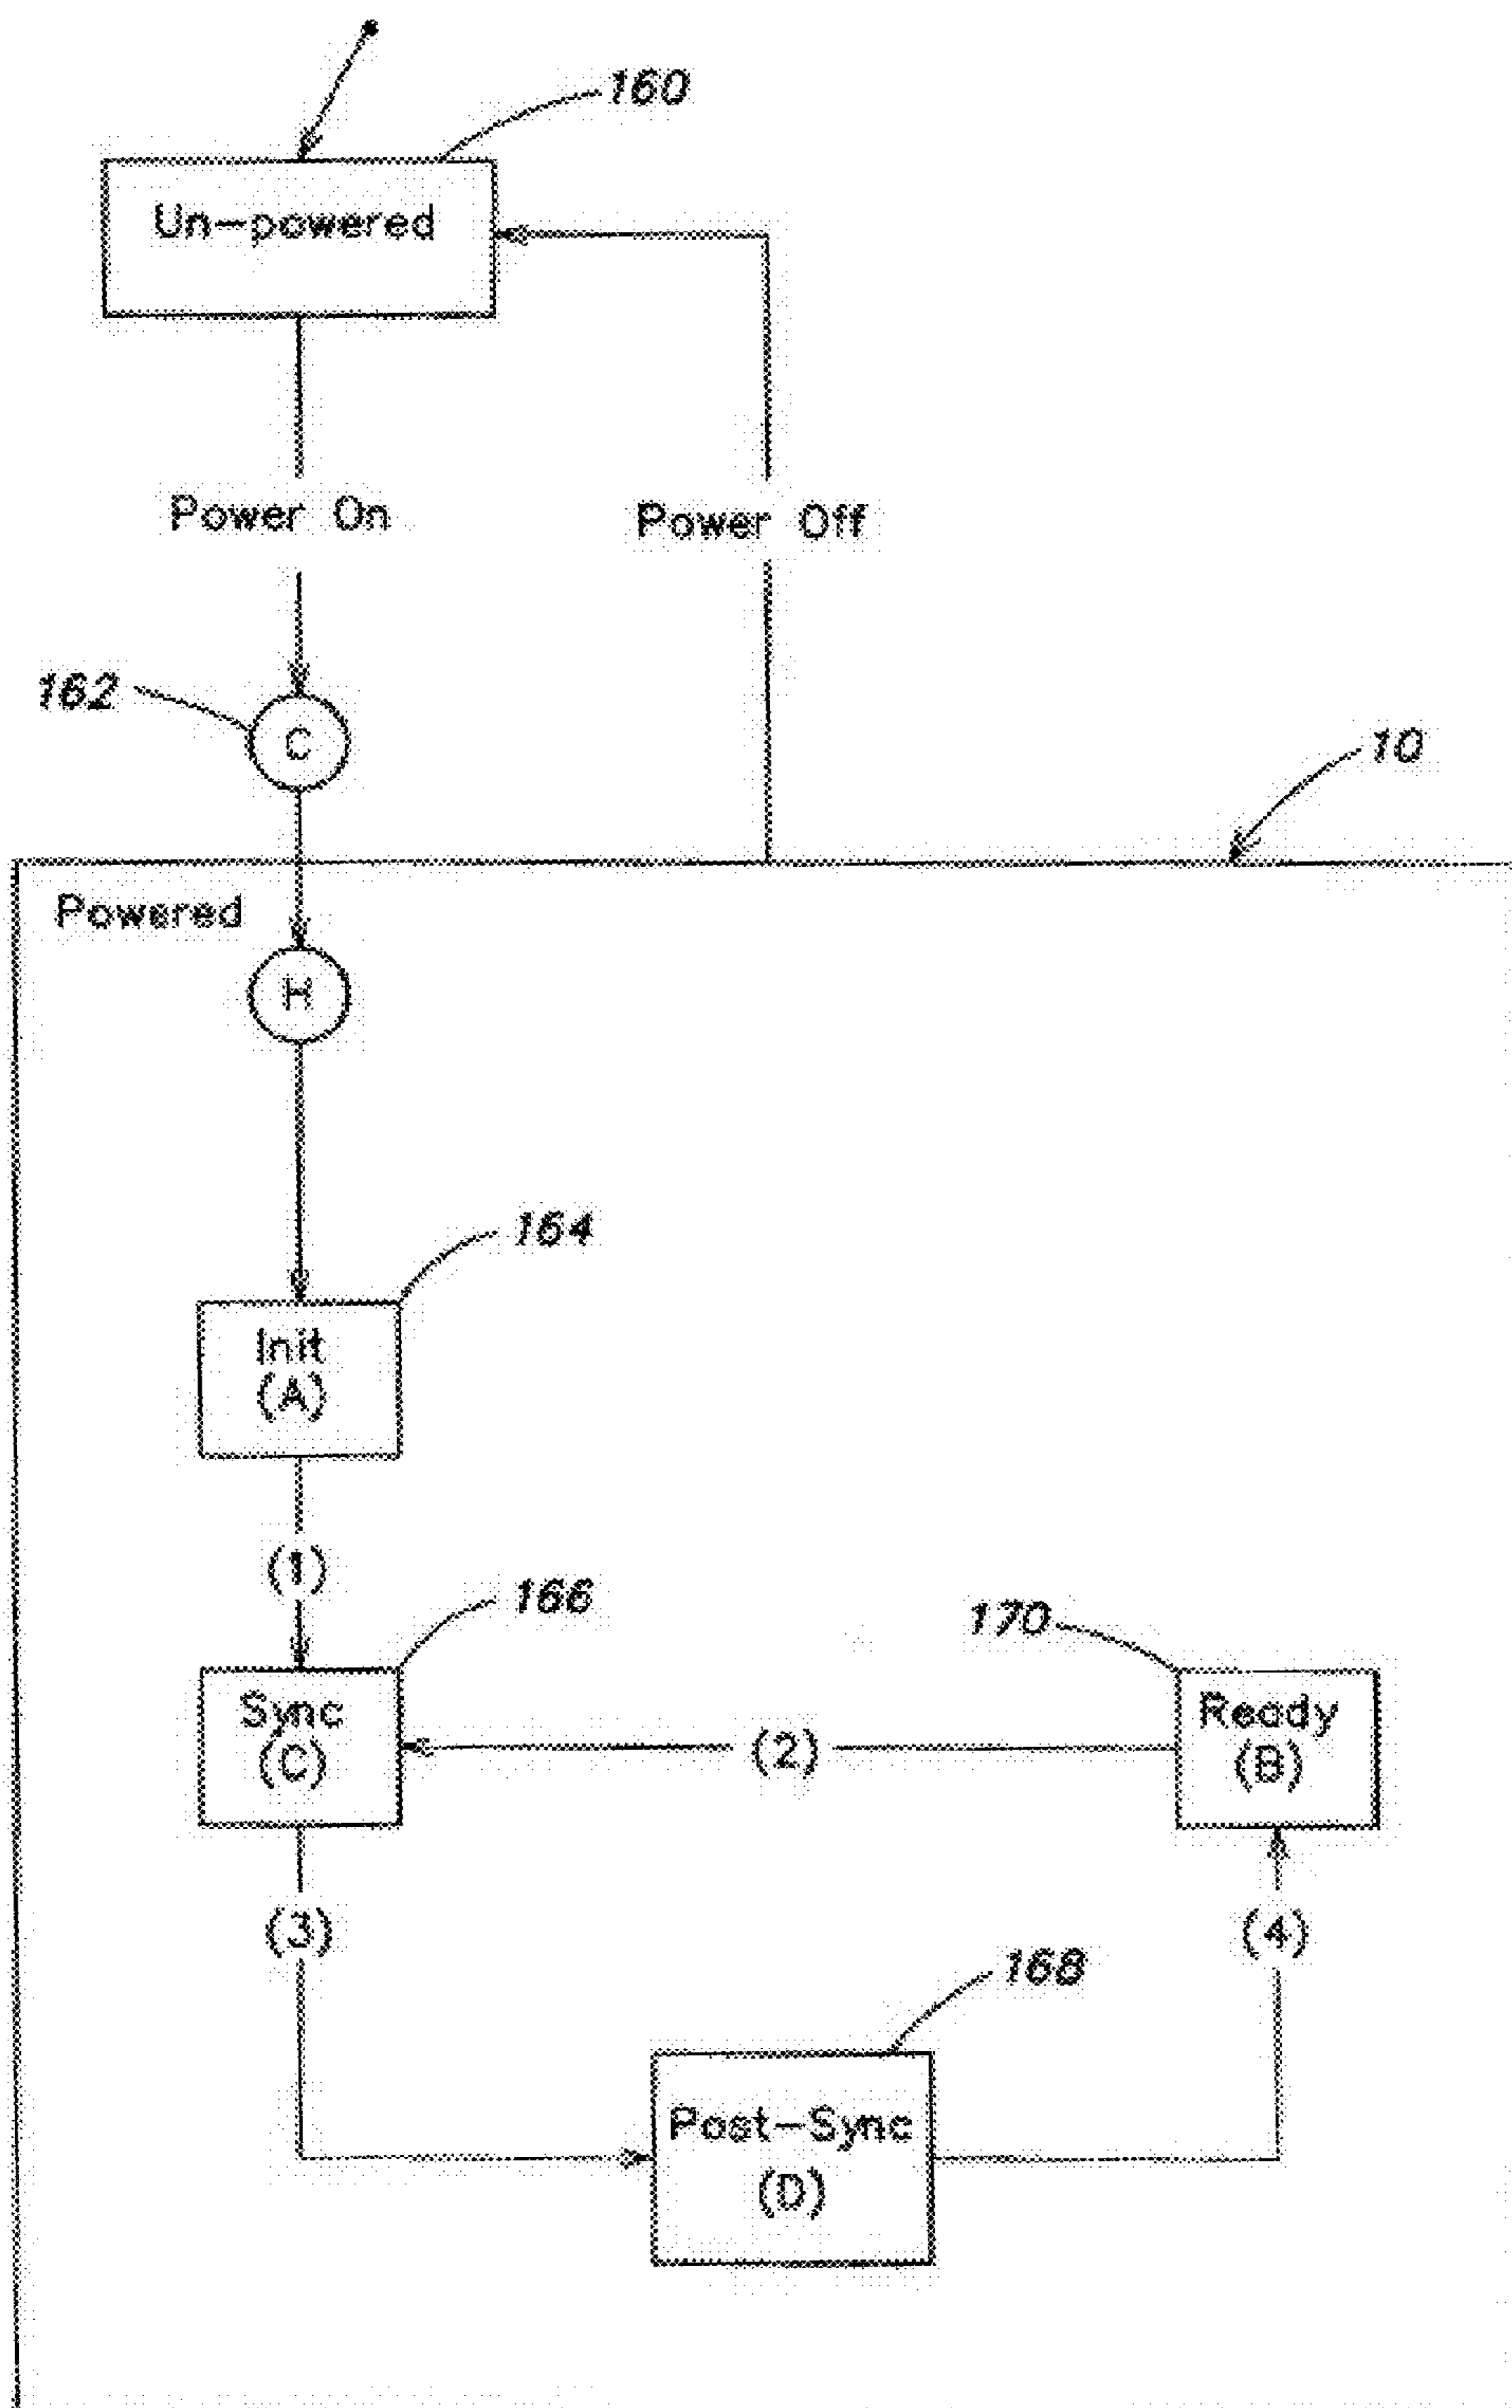 160
Un-powered
Power On
Power Off
162
C
10
Powered
H
164
Init
(A)
(1)
166
170
Sync
(C)
(2)
Ready
(B)
(3)
(4)
168
Post-Sync
(D)